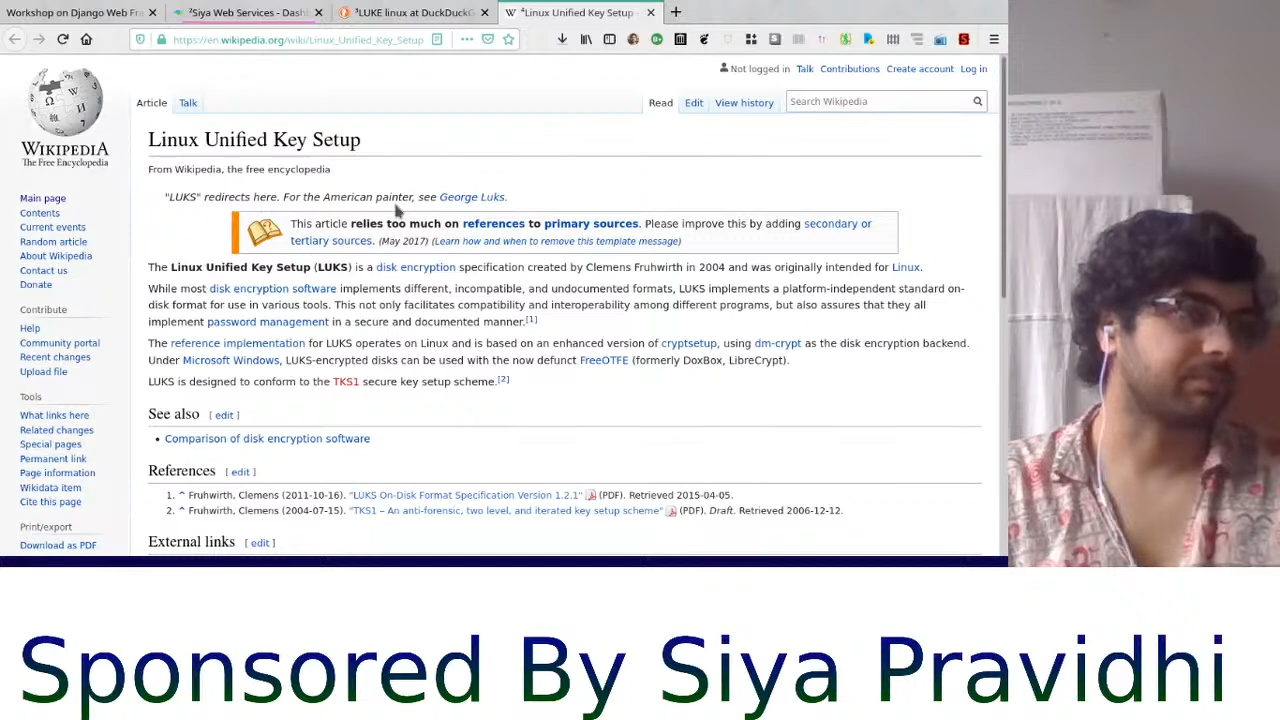 Workshop on Django Web Fra
²Siya Web Services - Dash
³LUKE linux at DuckDuckG
⁴Linux Unified Key Setup -
https://en.wikipedia.org/wiki/Linux_Unified_Key_Setup
Not logged in Talk Contributions Create account Log in
Article Talk Read Edit View history Search Wikipedia
WIKIPEDIA
The Free Encyclopedia
Main page
Contents
Current events
Random article
About Wikipedia
Contact us
Donate
Contribute
Help
Community portal
Recent changes
Upload file
Tools
What links here
Related changes
Special pages
Permanent link
Page information
Wikidata item
Cite this page
Print/export
Download as PDF
Linux Unified Key Setup
From Wikipedia, the free encyclopedia
"LUKS" redirects here. For the American painter, see George Luks.
This article relies too much on references to primary sources. Please improve this by adding secondary or
tertiary sources. (May 2017) (Learn how and when to remove this template message)
The Linux Unified Key Setup (LUKS) is a disk encryption specification created by Clemens Fruhwirth in 2004 and was originally intended for Linux.
While most disk encryption software implements different, incompatible, and undocumented formats, LUKS implements a platform-independent standard on-
disk format for use in various tools. This not only facilitates compatibility and interoperability among different programs, but also assures that they all
implement password management in a secure and documented manner.[1]
The reference implementation for LUKS operates on Linux and is based on an enhanced version of cryptsetup, using dm-crypt as the disk encryption backend.
Under Microsoft Windows, LUKS-encrypted disks can be used with the now defunct FreeOTFE (formerly DoxBox, LibreCrypt).
LUKS is designed to conform to the TKS1 secure key setup scheme.[2]
See also [ edit ]
• Comparison of disk encryption software
References [ edit ]
1. ^ Fruhwirth, Clemens (2011-10-16). "LUKS On-Disk Format Specification Version 1.2.1" (PDF). Retrieved 2015-04-05.
2. ^ Fruhwirth, Clemens (2004-07-15). "TKS1 – An anti-forensic, two level, and iterated key setup scheme" (PDF). Draft. Retrieved 2006-12-12.
External links [ edit ]
Sponsored By Siya Pravidhi